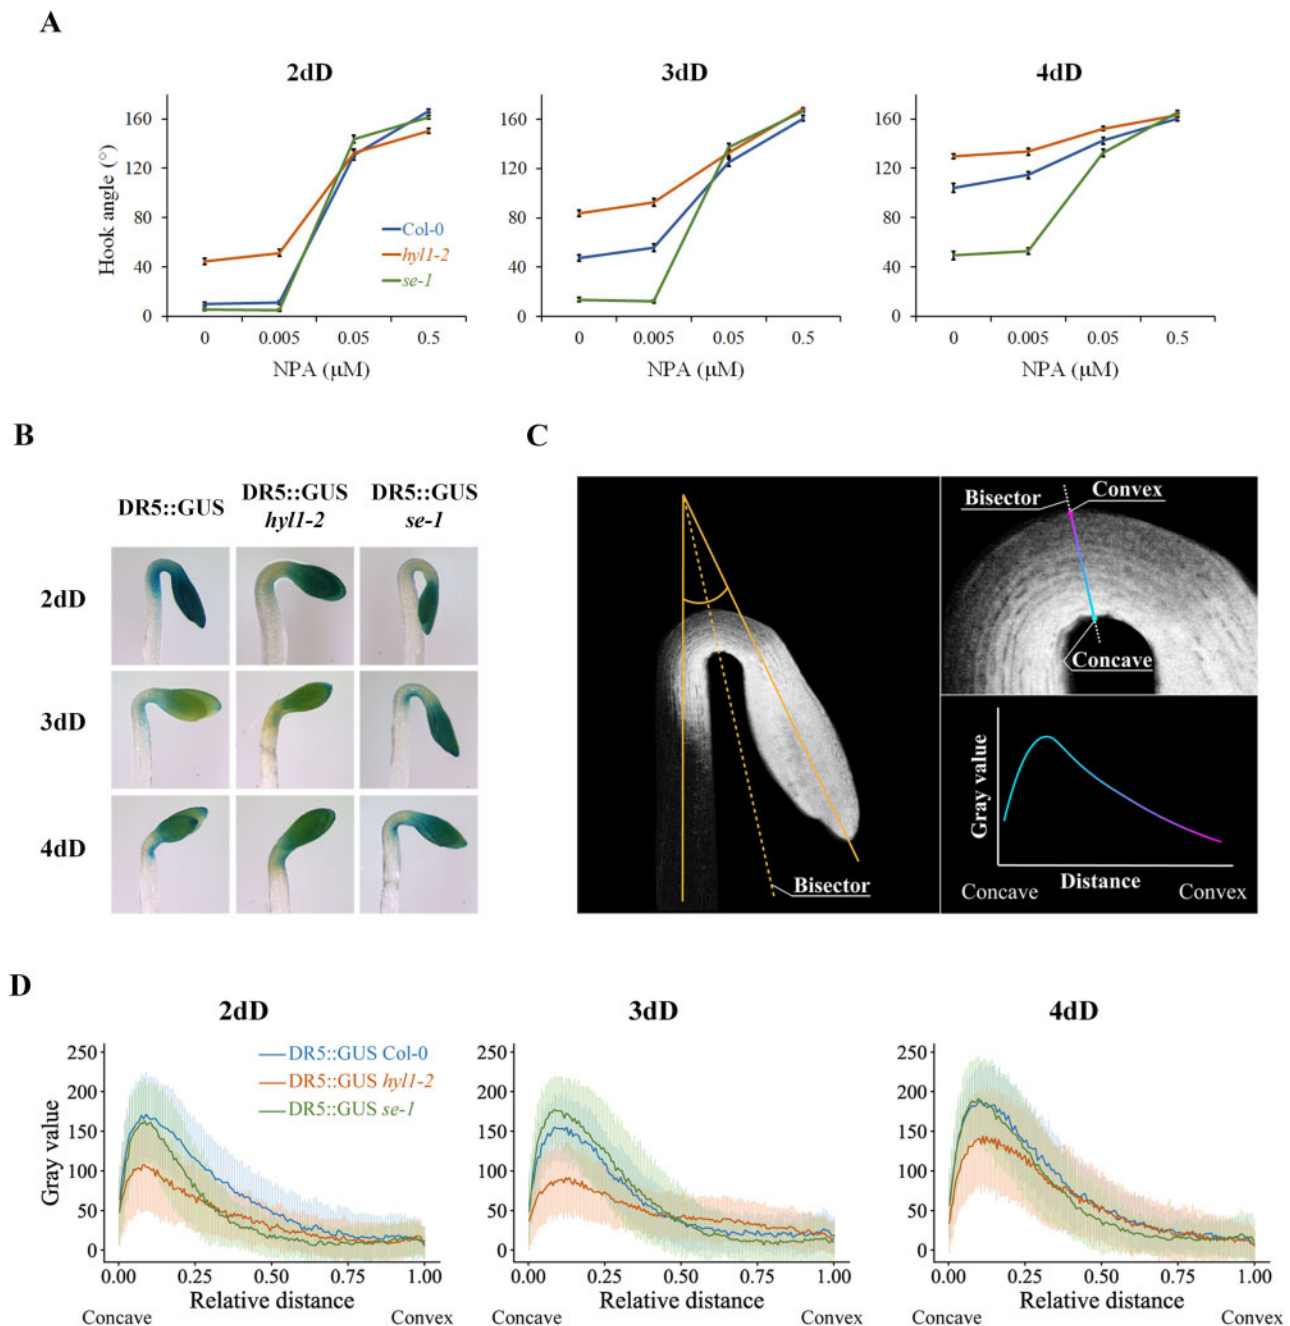 A
2dD
3dD
4dD
Hook angle (°)
160
120
80
40
0
Col-0
hyl1-2
se-1
0 0.005 0.05 0.5
NPA (μM)
160
120
80
40
0
0 0.005 0.05 0.5
NPA (μM)
160
120
80
40
0
0 0.005 0.05 0.5
NPA (μM)
B
DR5::GUS
DR5::GUS
hyl1-2
DR5::GUS
se-1
2dD
3dD
4dD
C
Bisector
Bisector
Convex
Concave
Gray value
Concave
Distance
Convex
D
2dD
3dD
4dD
Gray value
250
200
150
100
50
0
DR5::GUS Col-0
DR5::GUS hyl1-2
DR5::GUS se-1
0.00 0.25 0.50 0.75 1.00
Relative distance
Concave
Convex
250
200
150
100
50
0
0.00 0.25 0.50 0.75 1.00
Relative distance
Concave
Convex
250
200
150
100
50
0
0.00 0.25 0.50 0.75 1.00
Relative distance
Concave
Convex